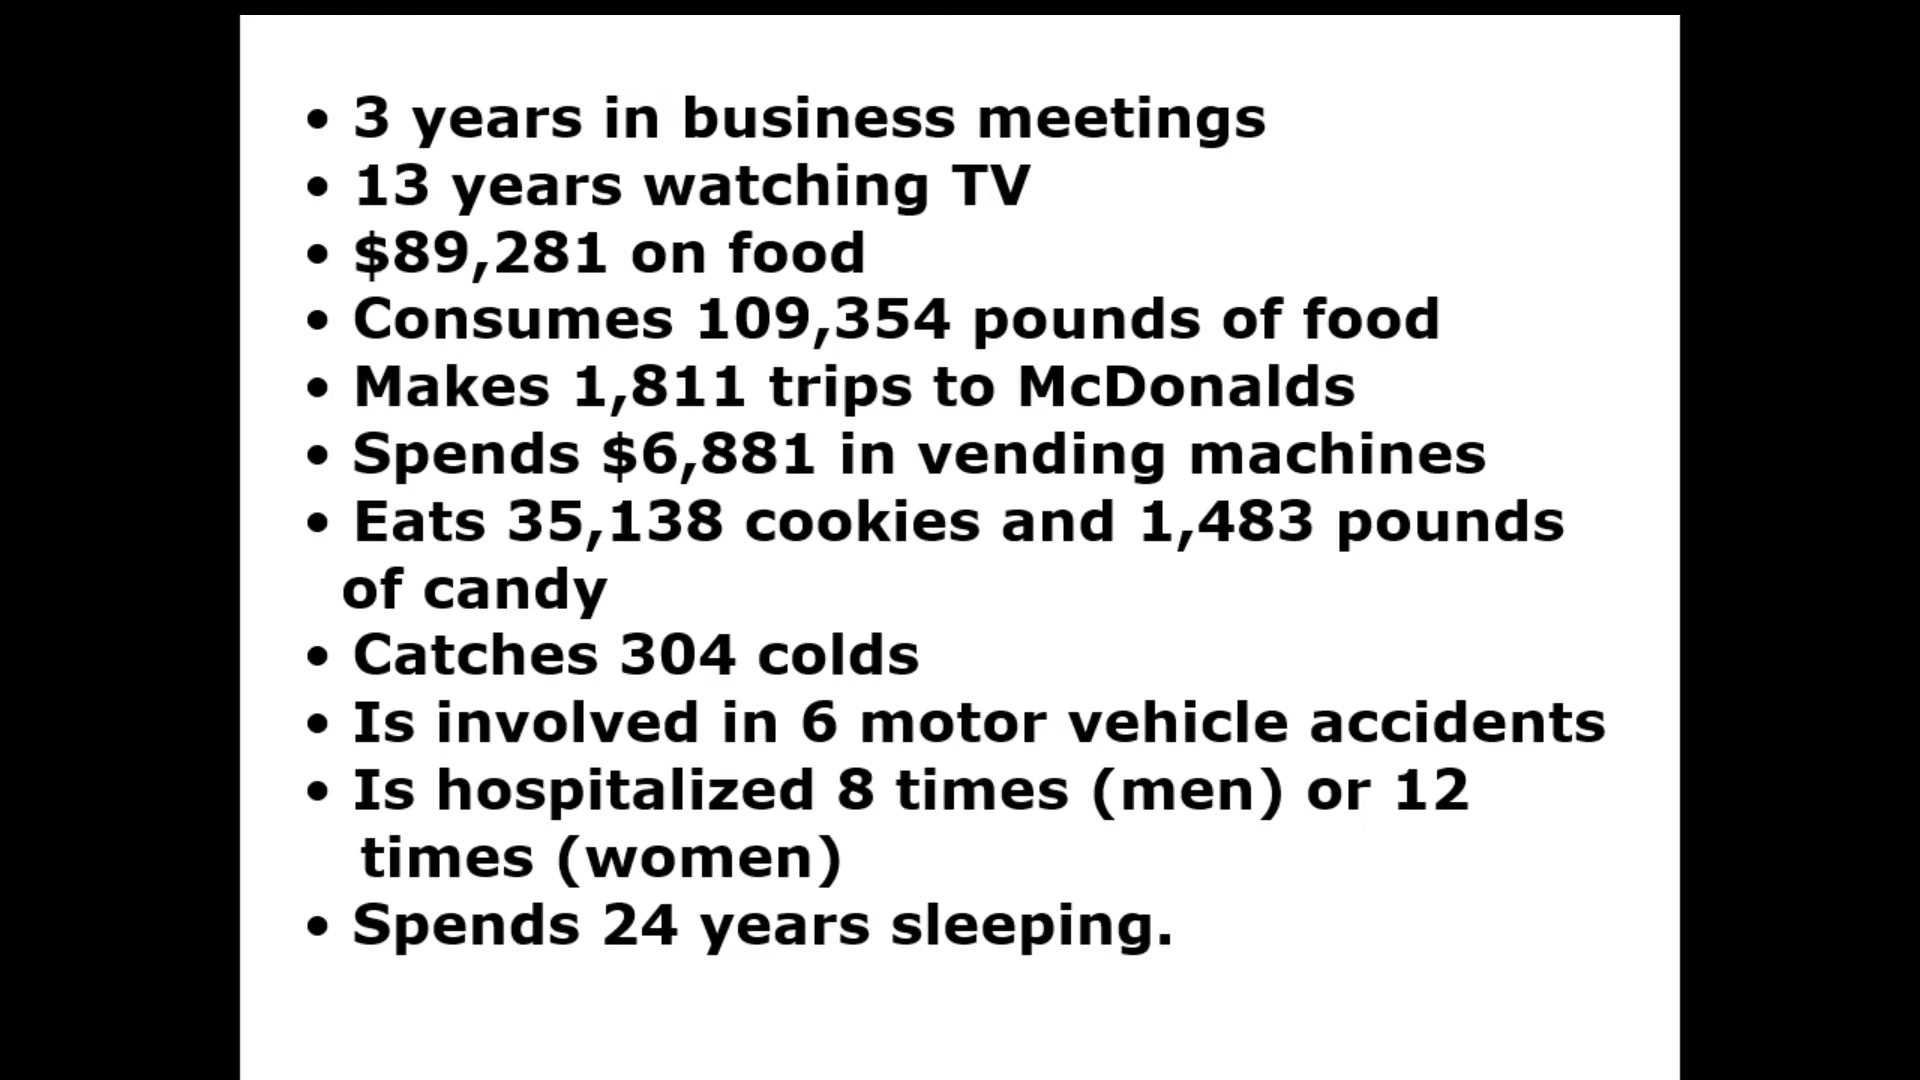 • 3 years in business meetings
• 13 years watching TV
• $89,281 on food
• Consumes 109,354 pounds of food
• Makes 1,811 trips to McDonalds
• Spends $6,881 in vending machines
• Eats 35,138 cookies and 1,483 pounds
of candy
• Catches 304 colds
• Is involved in 6 motor vehicle accidents
• Is hospitalized 8 times (men) or 12
times (women)
• Spends 24 years sleeping.